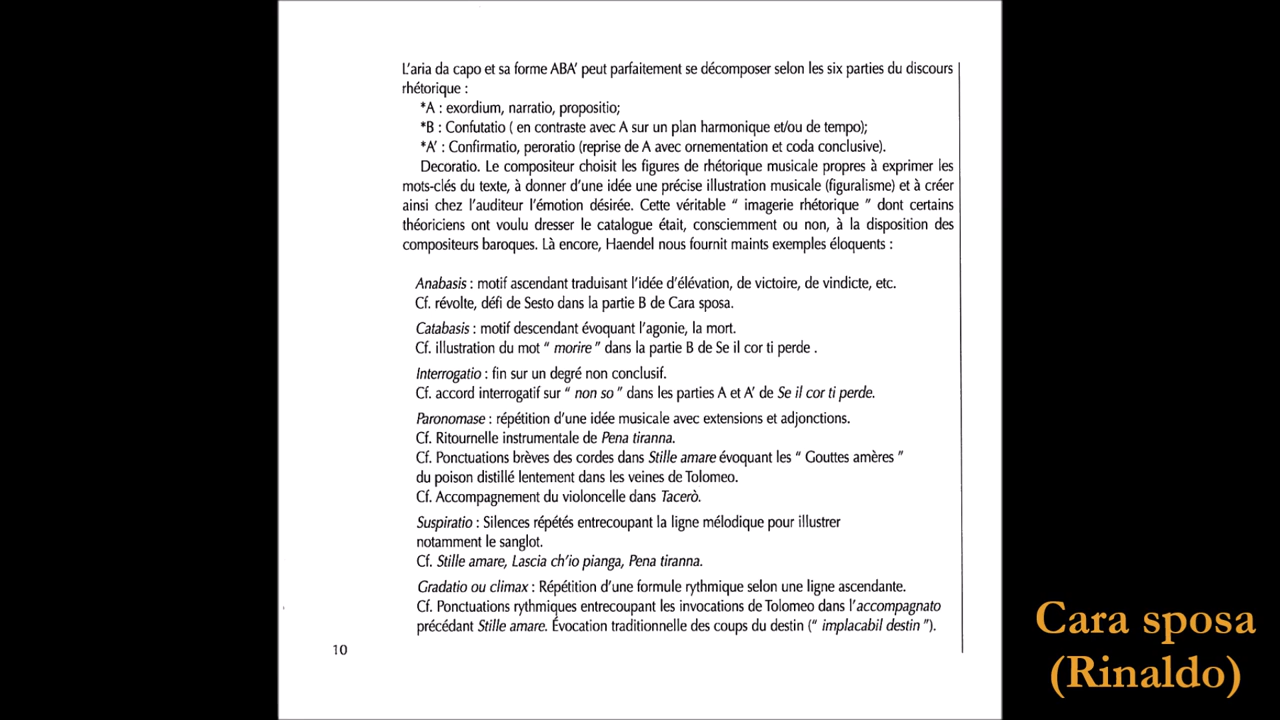 L'aria da capo et sa forme ABA' peut parfaitement se décomposer selon les six parties du discours
rhétorique :
*A : exordium, narratio, propositio;
*B : Confutatio ( en contraste avec A sur un plan harmonique et/ou de tempo);
*A' : Confirmatio, peroratio (reprise de A avec ornementation et coda conclusive).
Decoratio. Le compositeur choisit les figures de rhétorique musicale propres à exprimer les
mots-clés du texte, à donner d'une idée une précise illustration musicale (figuralisme) et à créer
ainsi chez l'auditeur l'émotion désirée. Cette véritable “ imagerie rhétorique ” dont certains
théoriciens ont voulu dresser le catalogue était, consciemment ou non, à la disposition des
compositeurs baroques. Là encore, Haendel nous fournit maints exemples éloquents :
Anabasis : motif ascendant traduisant l'idée d'élévation, de victoire, de vindicte, etc.
Cf. révolte, défi de Sesto dans la partie B de Cara sposa.
Catabasis : motif descendant évoquant l'agonie, la mort.
Cf. illustration du mot “ morire ” dans la partie B de Se il cor ti perde .
Interrogatio : fin sur un degré non conclusif.
Cf. accord interrogatif sur “ non so ” dans les parties A et A' de Se il cor ti perde.
Paronomase : répétition d'une idée musicale avec extensions et adjonctions.
Cf. Ritournelle instrumentale de Pena tiranna.
Cf. Ponctuations brèves des cordes dans Stille amare évoquant les “ Gouttes amères ”
du poison distillé lentement dans les veines de Tolomeo.
Cf. Accompagnement du violoncelle dans Tacerò.
Suspiratio : Silences répétés entrecoupant la ligne mélodique pour illustrer
notamment le sanglot.
Cf. Stille amare, Lascia ch'io pianga, Pena tiranna.
Gradatio ou climax : Répétition d'une formule rythmique selon une ligne ascendante.
Cf. Ponctuations rythmiques entrecoupant les invocations de Tolomeo dans l'accompagnato
précédant Stille amare. Évocation traditionnelle des coups du destin (“ implacabil destin ”).
10
Cara sposa
(Rinaldo)